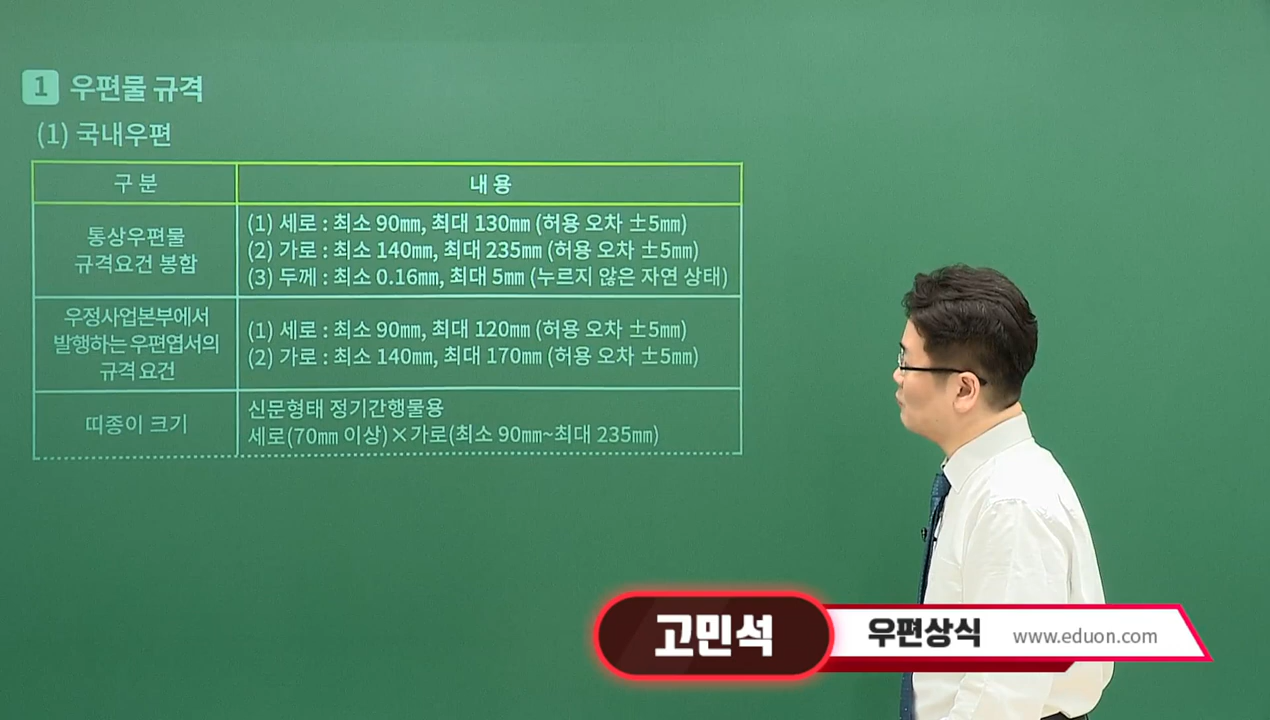 1 우편물 규격
(1) 국내우편
구 분
내 용
통상우편물
규격요건 봉함
(1) 세로 : 최소 90㎜, 최대 130㎜ (허용 오차 ±5㎜)
(2) 가로 : 최소 140㎜, 최대 235㎜ (허용 오차 ±5㎜)
(3) 두께 : 최소 0.16㎜, 최대 5㎜ (누르지 않은 자연 상태)
우정사업본부에서
발행하는 우편엽서의
규격 요건
(1) 세로 : 최소 90㎜, 최대 120㎜ (허용 오차 ±5㎜)
(2) 가로 : 최소 140㎜, 최대 170㎜ (허용 오차 ±5㎜)
띠종이 크기
신문형태 정기간행물용
세로(70㎜ 이상)×가로(최소 90㎜~최대 235㎜)
고민석
우편상식
www.eduon.com